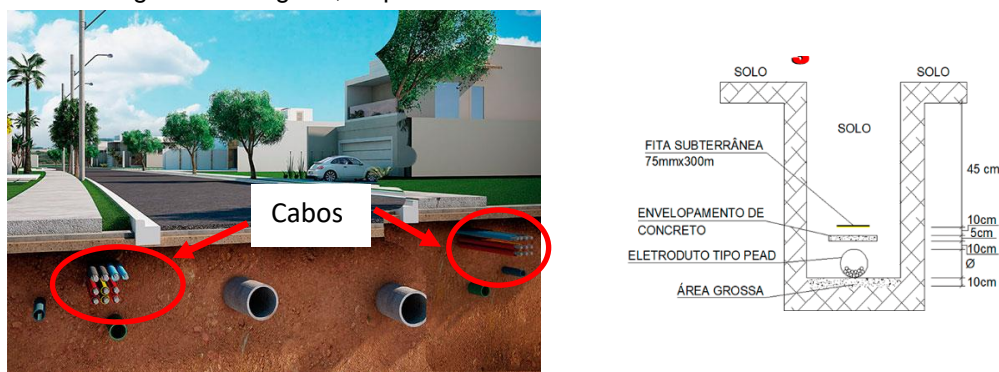 Cabos
SOLO
SOLO
SOLO
FITA SUBTERRÂNEA
75mmx300m
45 cm
ENVELOPAMENTO DE
CONCRETO
10cm
5cm
10cm
ELETRODUTO TIPO PEAD
Ø
ÁREA GROSSA
10cm